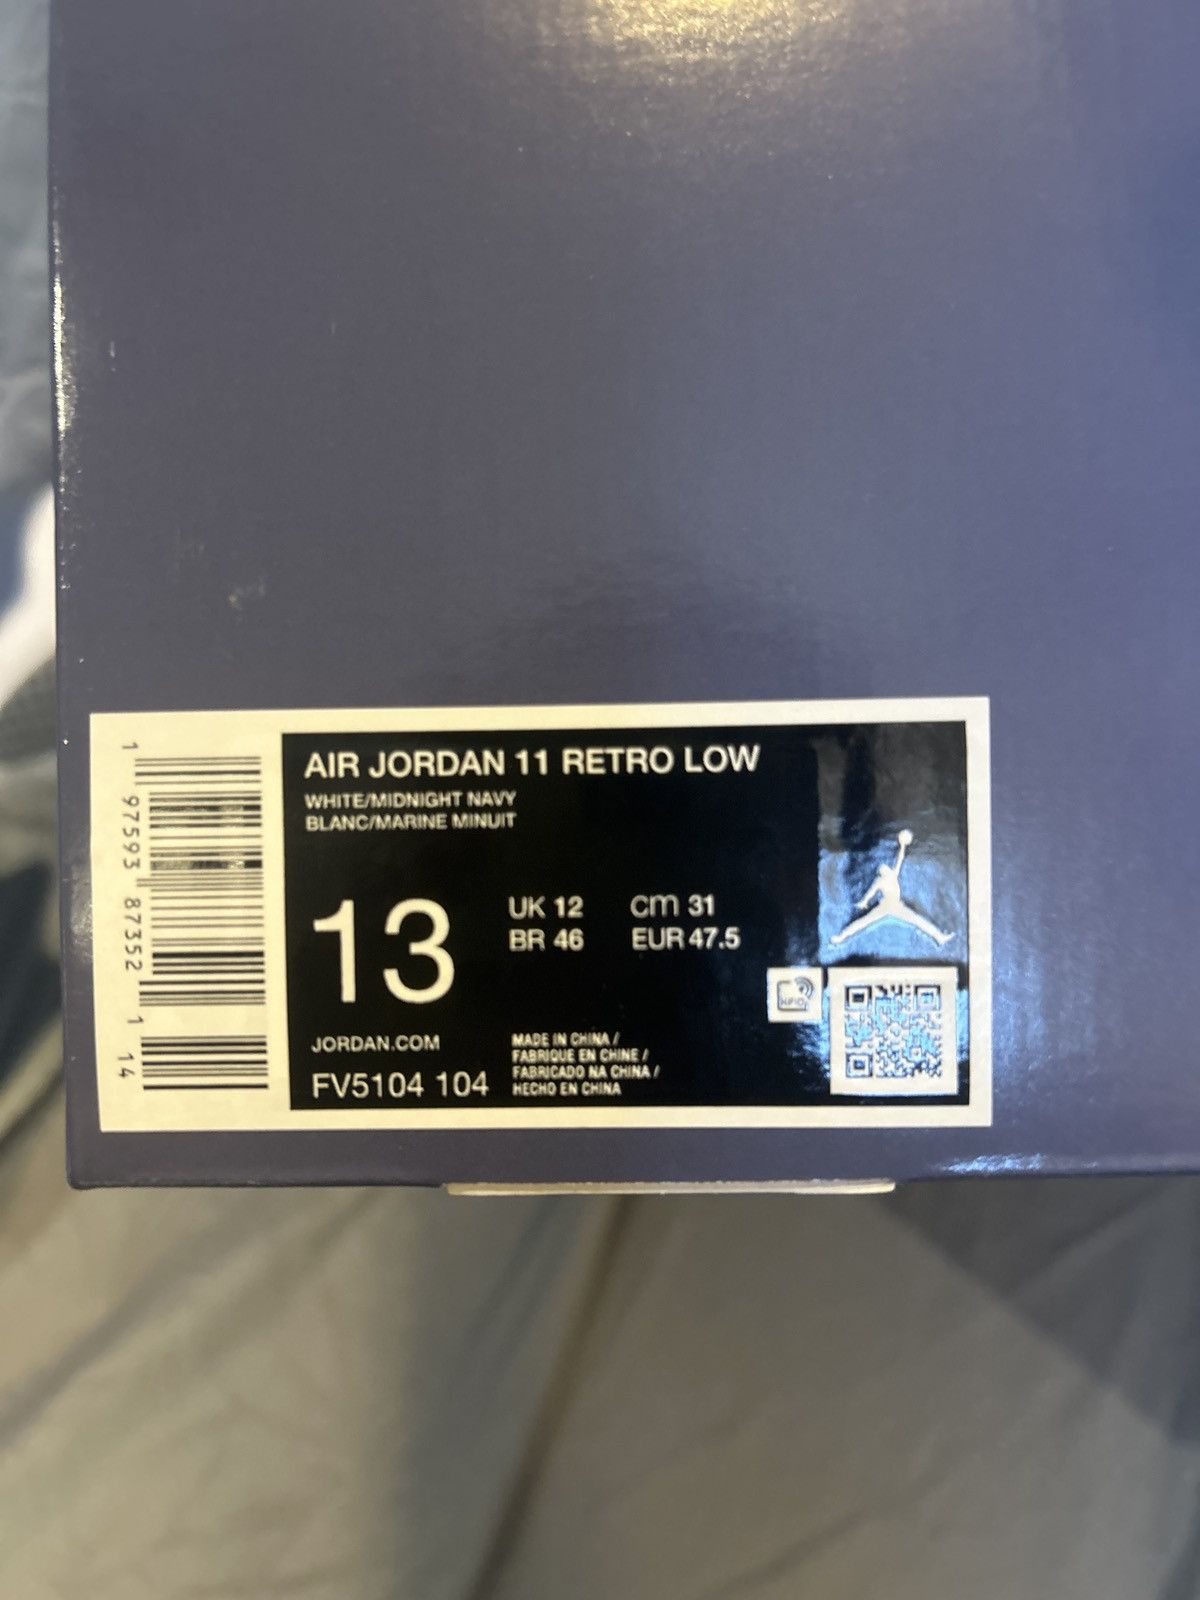 AIR JORDAN 11 RETRO LOW
WHITE/MIDNIGHT NAVY
BLANC/MARINE MINUIT
13
UK 12 cm 31
BR 46 EUR 47.5
JORDAN.COM
FV5104 104
MADE IN CHINA /
FABRIQUE EN CHINE /
FABRICADO NA CHINA /
HECHO EN CHINA
1 97593 87352 1 14
RFID